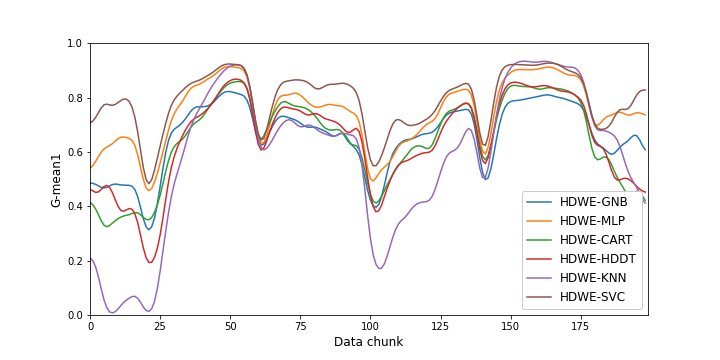 1.0
0.8
0.6
0.4
0.2
0.0
G-mean1
0 25 50 75 100 125 150 175
Data chunk
HDWE-GNB
HDWE-MLP
HDWE-CART
HDWE-HDDT
HDWE-KNN
HDWE-SVC